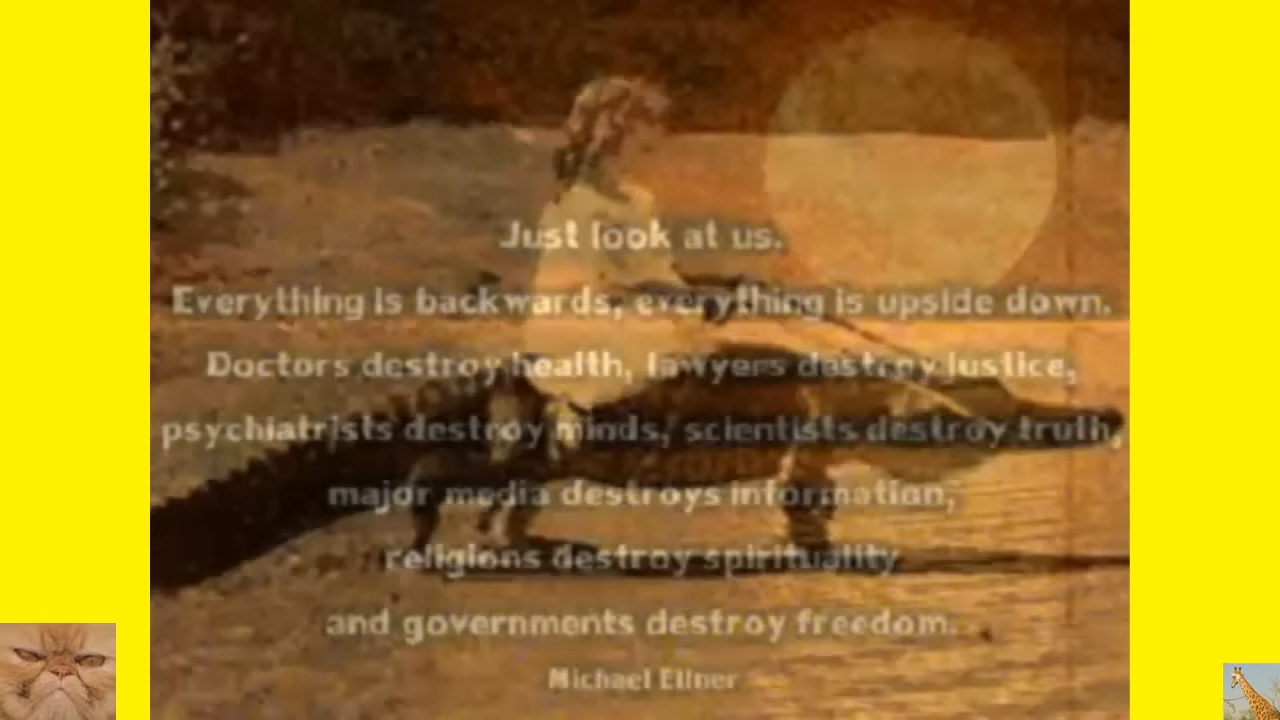 Just look at us.
Everything is backwards, everything is upside down.
Doctors destroy health, lawyers destroy justice,
psychiatrists destroy minds, scientists destroy truth,
major media destroys information,
religions destroy spirituality
and governments destroy freedom.
Michael Ellner